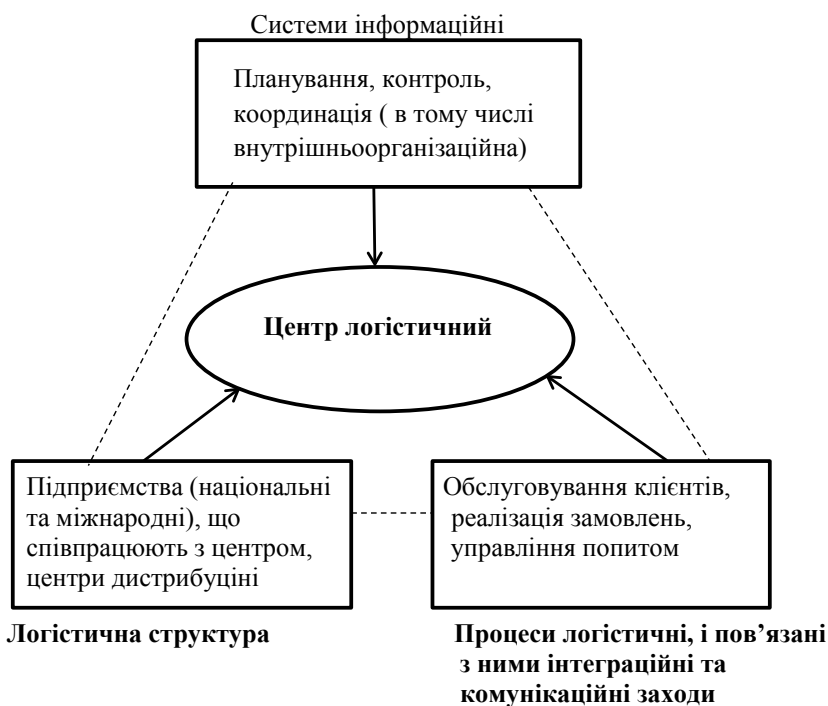 Системи інформаційні
Планування, контроль,
координація ( в тому числі
внутрішньоорганізаційна)
Центр логістичний
Підприємства (національні
та міжнародні), що
співпрацюють з центром,
центри дистрибуціні
Обслуговування клієнтів,
реалізація замовлень,
управління попитом
Логістична структура
Процеси логістичні, і пов’язані
з ними інтеграційні та
комунікаційні заходи